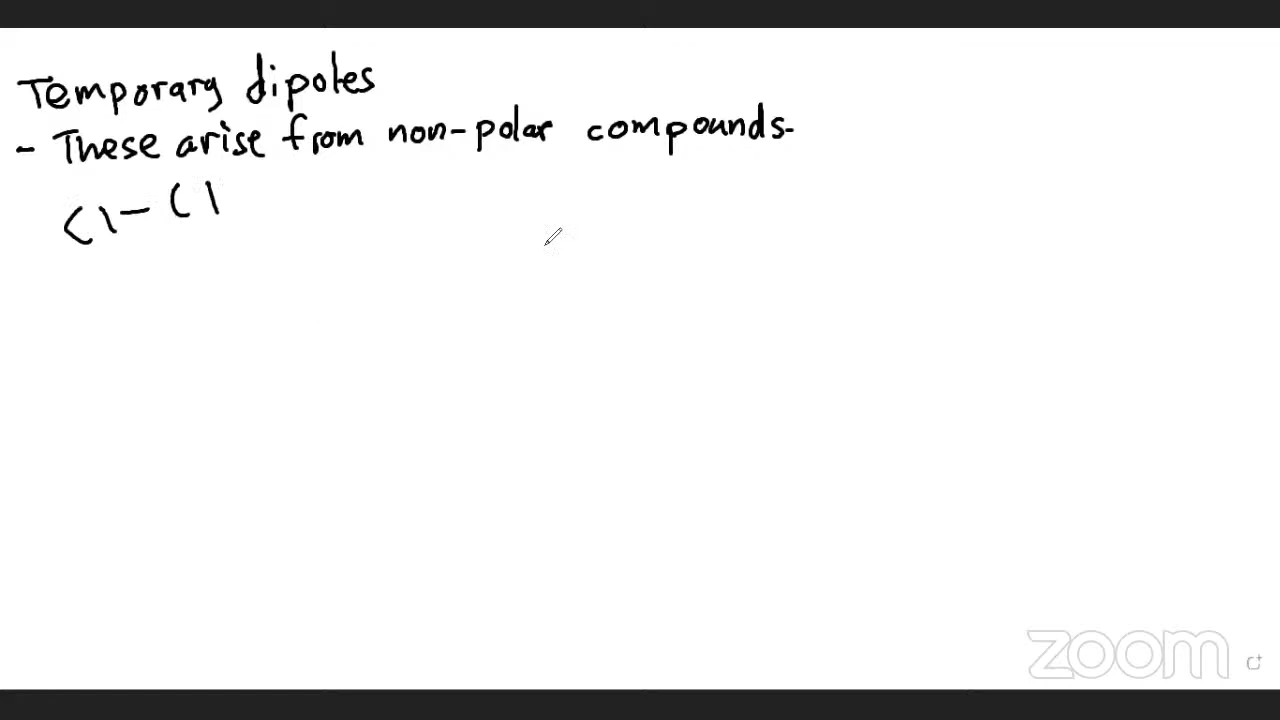 Temporary dipoles
- These arise from non-polar compounds.
Cl-Cl
zoom